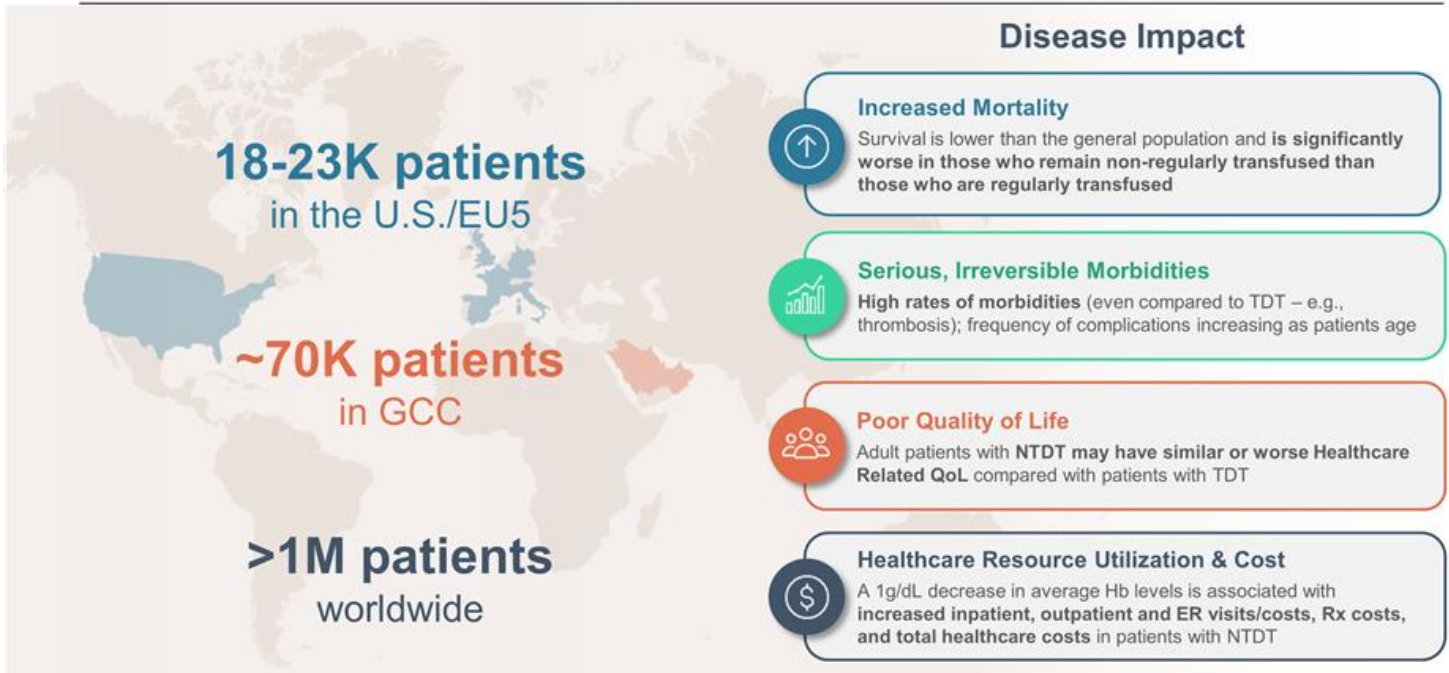 Disease Impact
18-23K patients
in the U.S./EU5
~70K patients
in GCC
>1M patients
worldwide
Increased Mortality
Survival is lower than the general population and is significantly
worse in those who remain non-regularly transfused than
those who are regularly transfused
Serious, Irreversible Morbidities
High rates of morbidities (even compared to TDT – e.g.,
thrombosis); frequency of complications increasing as patients age
Poor Quality of Life
Adult patients with NTDT may have similar or worse Healthcare
Related QoL compared with patients with TDT
$
Healthcare Resource Utilization & Cost
A 1g/dL decrease in average Hb levels is associated with
increased inpatient, outpatient and ER visits/costs, Rx costs,
and total healthcare costs in patients with NTDT